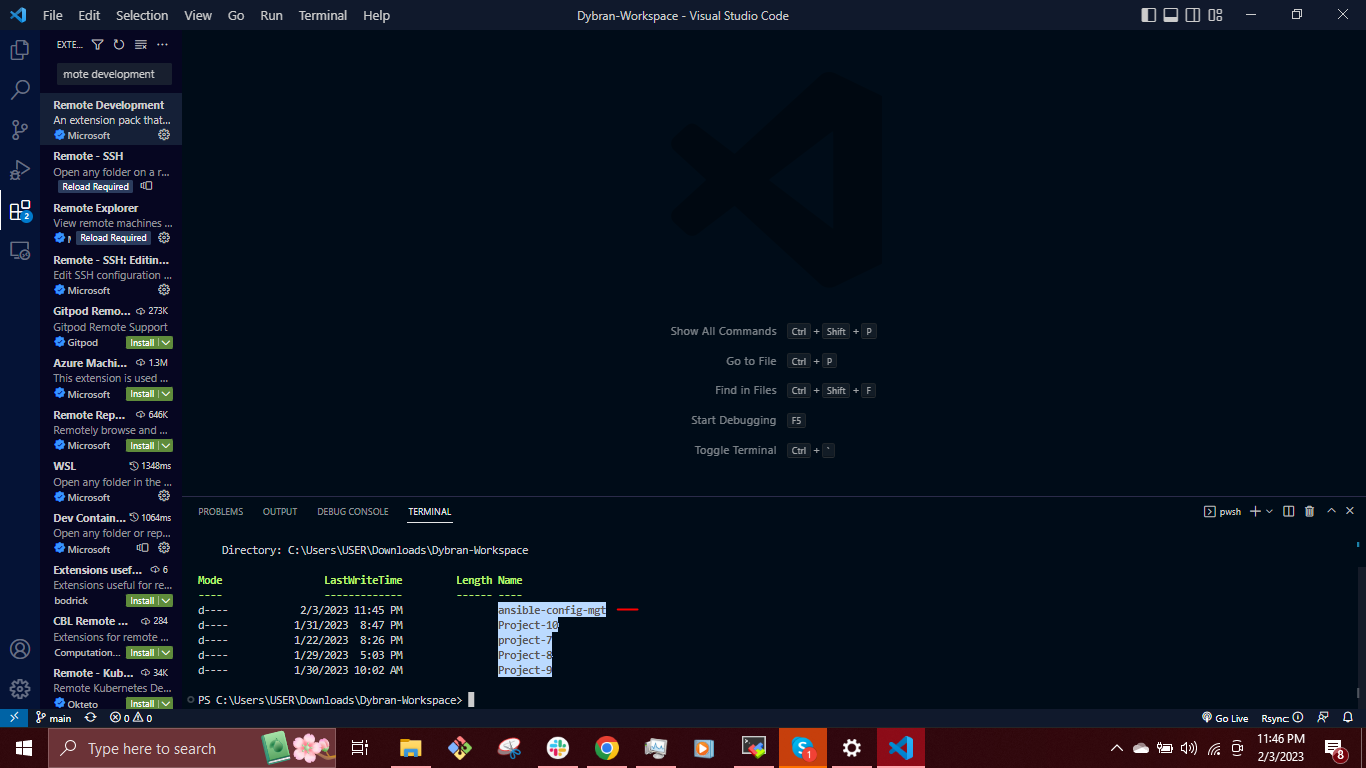 File Edit Selection View Go Run Terminal Help
Dybran-Workspace - Visual Studio Code
EXTE...
mote development
Remote Development
An extension pack that...
Microsoft
Remote - SSH
Open any folder on a r...
Reload Required
Remote Explorer
View remote machines ...
Reload Required
Remote - SSH: Editin...
Edit SSH configuration ...
Microsoft
Gitpod Remo... 273K
Gitpod Remote Support
Gitpod Install
Azure Machi... 1.3M
This extension is used ...
Microsoft Install
Remote Rep... 646K
Remotely browse and ...
Microsoft Install
WSL 1348ms
Open any folder in the ...
Microsoft
Dev Contain... 1064ms
Open any folder or rep...
Microsoft
Extensions usef... 6
Extensions useful for re...
bodrick Install
CBL Remote ... 284
Extensions for remote ...
Computation... Install
Remote - Kub... 34K
Remote Kubernetes De...
Okteto Install
2
Show All Commands Ctrl + Shift + P
Go to File Ctrl + P
Find in Files Ctrl + Shift + F
Start Debugging F5
Toggle Terminal Ctrl + `
PROBLEMS OUTPUT DEBUG CONSOLE TERMINAL
pwsh
Directory: C:\Users\USER\Downloads\Dybran-Workspace
Mode LastWriteTime Length Name
---- ------------- ------ ----
d---- 2/3/2023 11:45 PM ansible-config-mgt
d---- 1/31/2023 8:47 PM Project-10
d---- 1/22/2023 8:26 PM project-7
d---- 1/29/2023 5:03 PM Project-8
d---- 1/30/2023 10:02 AM Project-9
PS C:\Users\USER\Downloads\Dybran-Workspace>
main 0 0
Go Live Rsync:
Type here to search
1
11:46 PM
2/3/2023
8